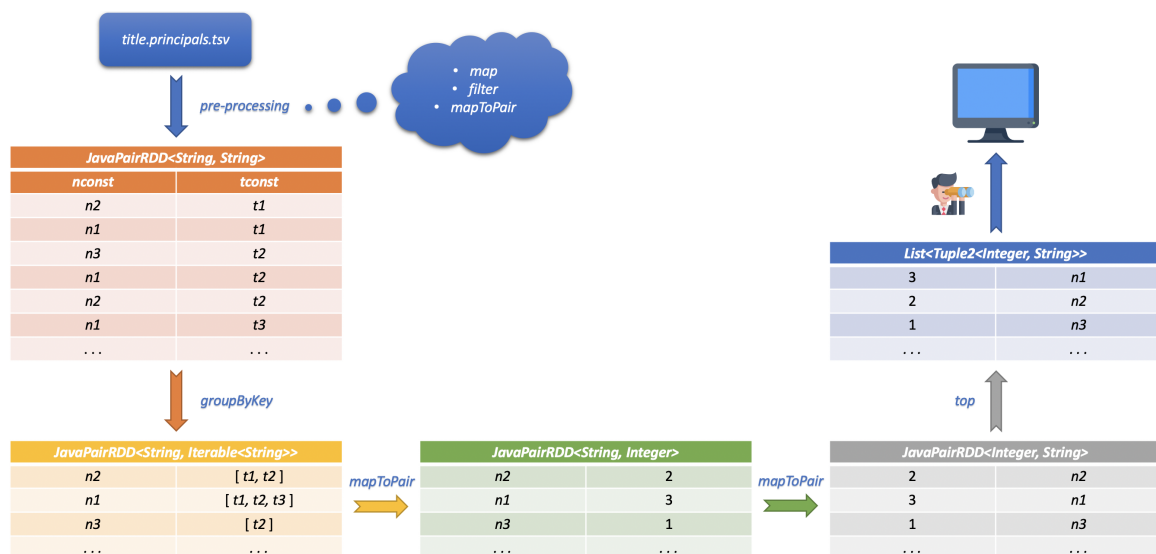 title.principals.tsv
pre-processing
• map
• filter
• mapToPair
JavaPairRDD<String, String>
nconst tconst
n2 t1
n1 t1
n3 t2
n1 t2
n2 t2
n1 t3
... ...
groupByKey
JavaPairRDD<String, Iterable<String>>
n2 [ t1, t2 ]
n1 [ t1, t2, t3 ]
n3 [ t2 ]
... ...
mapToPair
JavaPairRDD<String, Integer>
n2 2
n1 3
n3 1
... ...
mapToPair
JavaPairRDD<Integer, String>
2 n2
3 n1
1 n3
... ...
top
List<Tuple2<Integer, String>>
3 n1
2 n2
1 n3
... ...